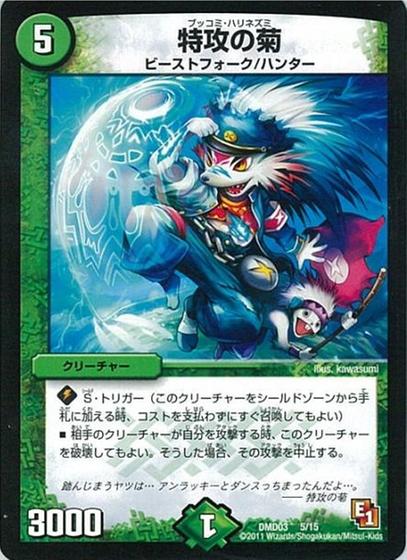 5
ブッコミ・ハリネズミ
特攻の菊
ビーストフォーク/ハンター
illus. kawasumi
クリーチャー
S・トリガー（このクリーチャーをシールドゾーンから手
札に加える時、コストを支払わずにすぐ召喚してもよい）
■ 相手のクリーチャーが自分を攻撃する時、このクリーチャー
を破壊してもよい。そうした場合、その攻撃を中止する。
踏んじまうヤツは… アンラッキーとダンスっちまったんだよ…。
── 特攻の菊
3000
1
E1
DMD03 5/15
©2011 Wizards/Shogakukan/Mitsui-Kids